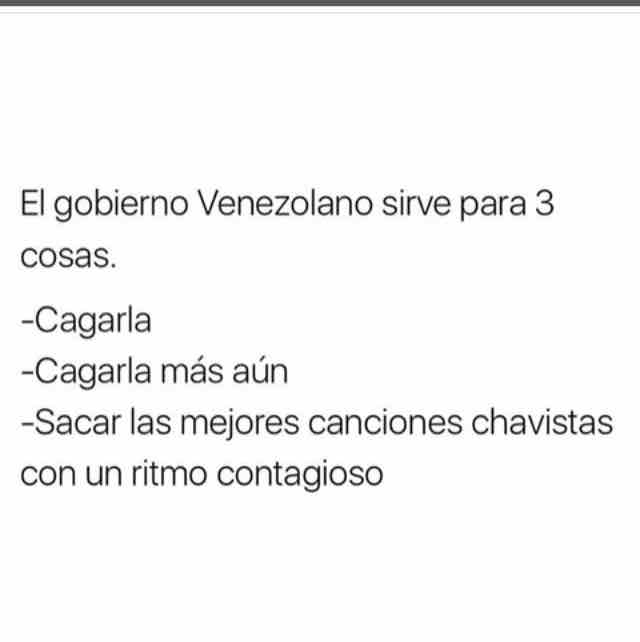 El gobierno Venezolano sirve para 3
cosas.
-Cagarla
-Cagarla más aún
-Sacar las mejores canciones chavistas
con un ritmo contagioso